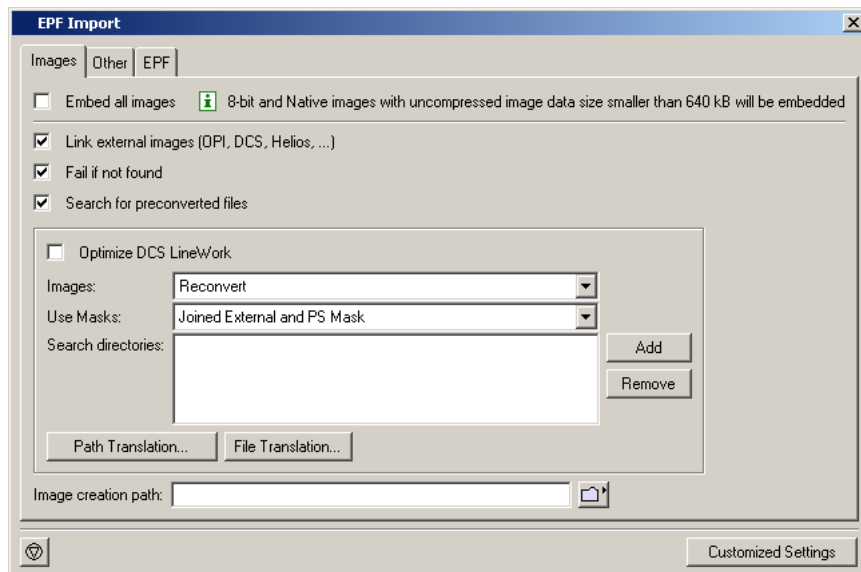 EPF Import
Images Other EPF
Embed all images 8-bit and Native images with uncompressed image data size smaller than 640 kB will be embedded
Link external images (OPI, DCS, Helios, ...)
Fail if not found
Search for preconverted files
Optimize DCS LineWork
Images: Reconvert
Use Masks: Joined External and PS Mask
Search directories: Add
Remove
Path Translation... File Translation...
Image creation path:
Customized Settings